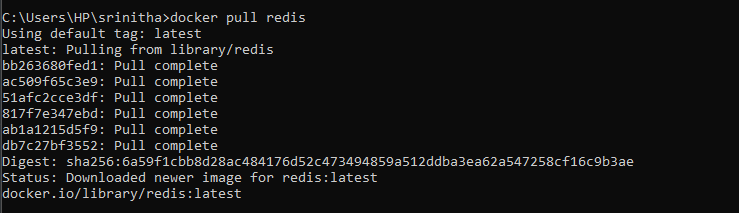 C:\Users\HP\srinitha>docker pull redis
Using default tag: latest
latest: Pulling from library/redis
bb263680fed1: Pull complete
ac509f65c3e9: Pull complete
51afc2cce3df: Pull complete
817f7e347ebd: Pull complete
ab1a1215d5f9: Pull complete
db7c27bf3552: Pull complete
Digest: sha256:6a59f1cbb8d28ac484176d52c473494859a512ddba3ea62a547258cf16c9b3ae
Status: Downloaded newer image for redis:latest
docker.io/library/redis:latest